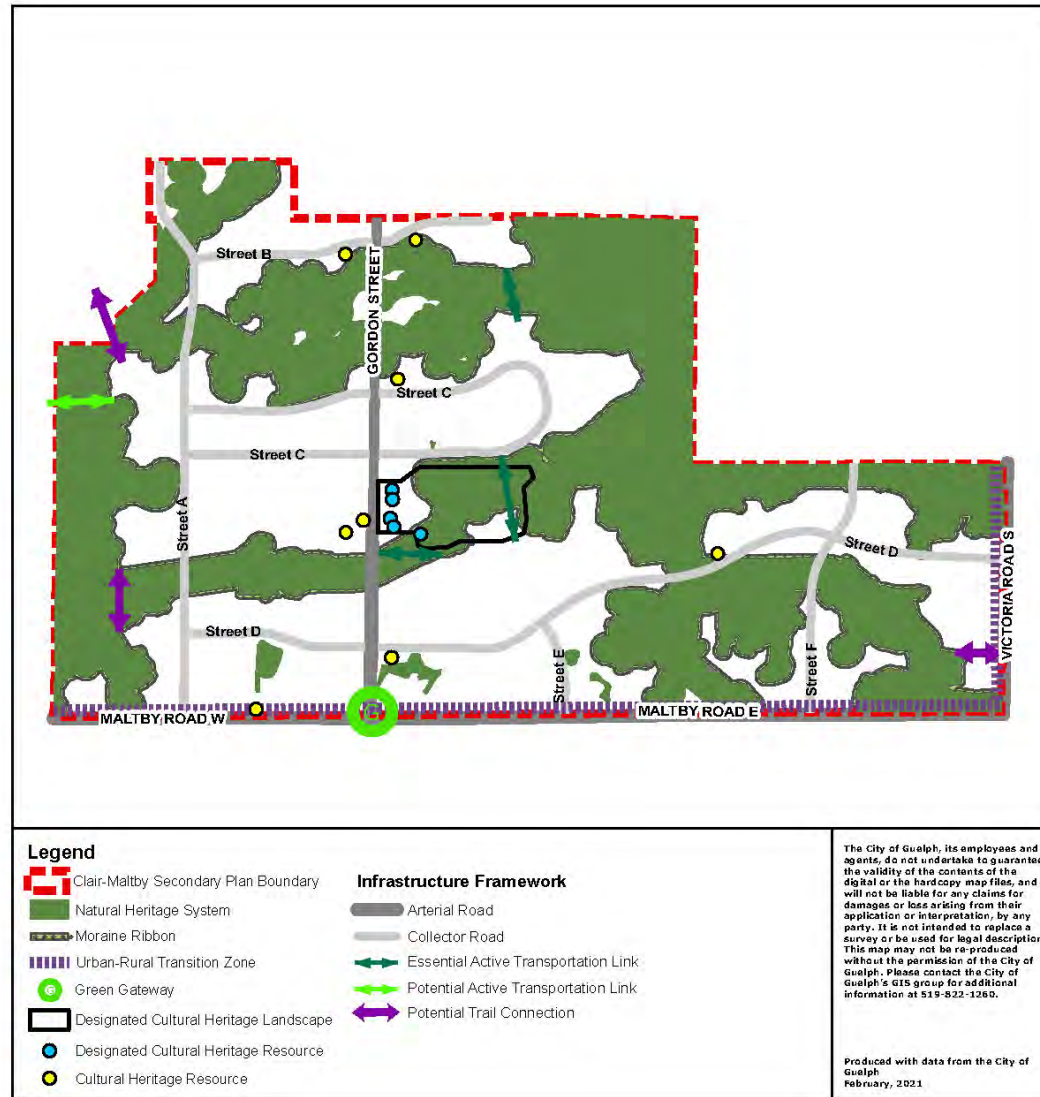 Street B
GORDON STREET
Street C
Street C
Street A
Street D
Street D
Street E
Street F
VICTORIA ROAD S
MALTBY ROAD W
G
MALTBY ROAD E
Legend
Clair-Maltby Secondary Plan Boundary
Natural Heritage System
Moraine Ribbon
Urban-Rural Transition Zone
G
Green Gateway
Designated Cultural Heritage Landscape
Designated Cultural Heritage Resource
Cultural Heritage Resource
Infrastructure Framework
Arterial Road
Collector Road
Essential Active Transportation Link
Potential Active Transportation Link
Potential Trail Connection
The City of Guelph, its employees and
agents, do not undertake to guarantee
the validity of the contents of the
digital or the hardcopy map files, and
will not be liable for any claims for
damages or loss arising from their
application or interpretation, by any
party. It is not intended to replace a
survey or be used for legal description
This map may not be re-produced
without the permission of the City of
Guelph. Please contact the City of
Guelph's GIS group for additional
information at 519-822-1260.
Produced with data from the City of
Guelph
February, 2021